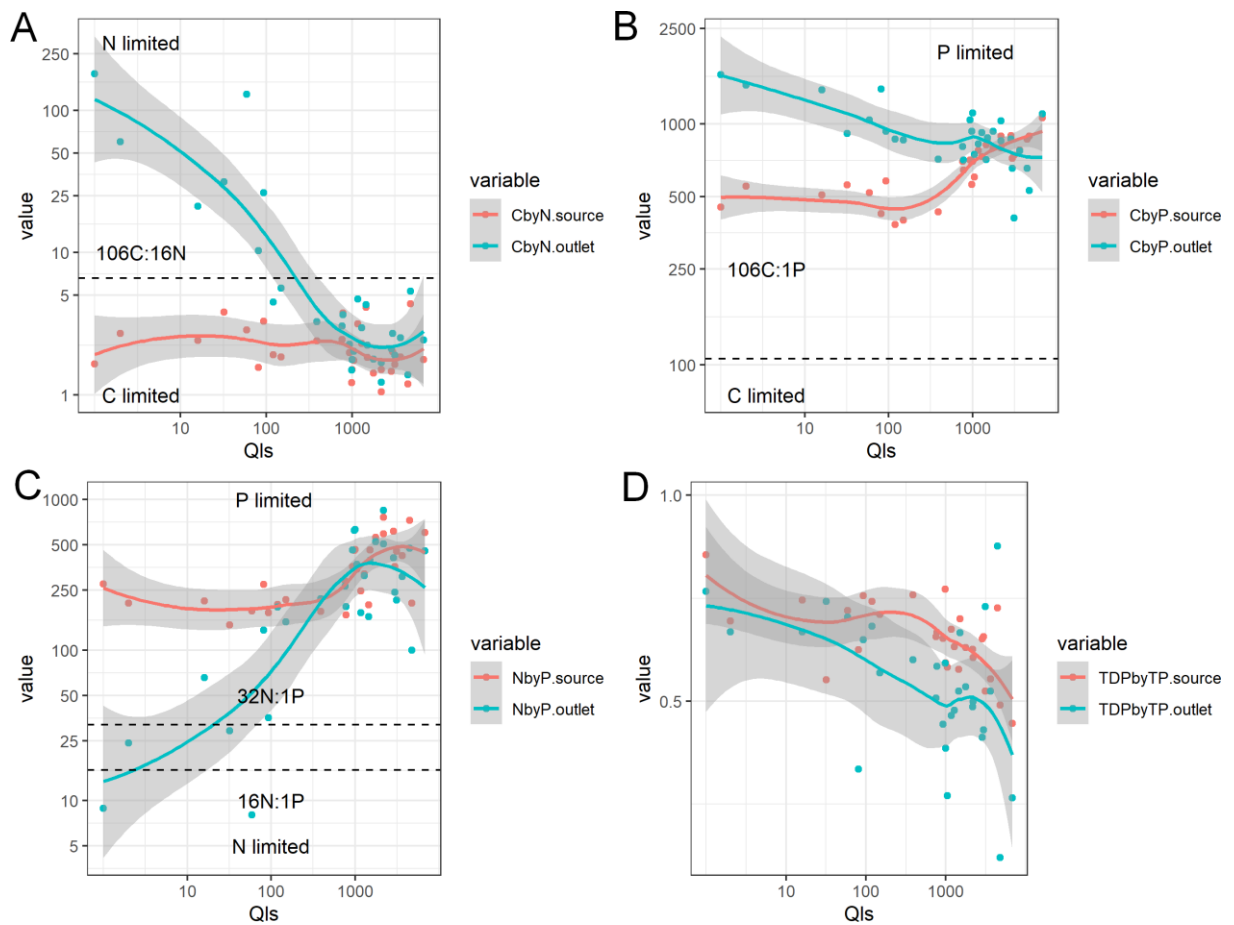 A
N limited
250
100
50
25
10
5
1
106C:16N
C limited
10
100
1000
Qls
value
variable
CbyN.source
CbyN.outlet
B
P limited
2500
1000
500
250
100
106C:1P
C limited
10
100
1000
Qls
value
variable
CbyP.source
CbyP.outlet
C
P limited
1000
500
250
100
50
25
10
5
32N:1P
16N:1P
N limited
10
100
1000
Qls
value
variable
NbyP.source
NbyP.outlet
D
1.0
0.5
10
100
1000
Qls
value
variable
TDPbyTP.source
TDPbyTP.outlet